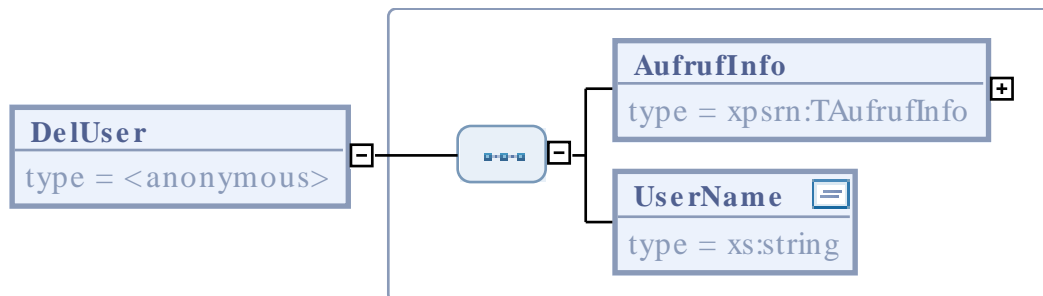 AufrufInfo
type = xpsrn:TAufrufInfo
DelUser
type = <anonymous>
UserName
type = xs:string